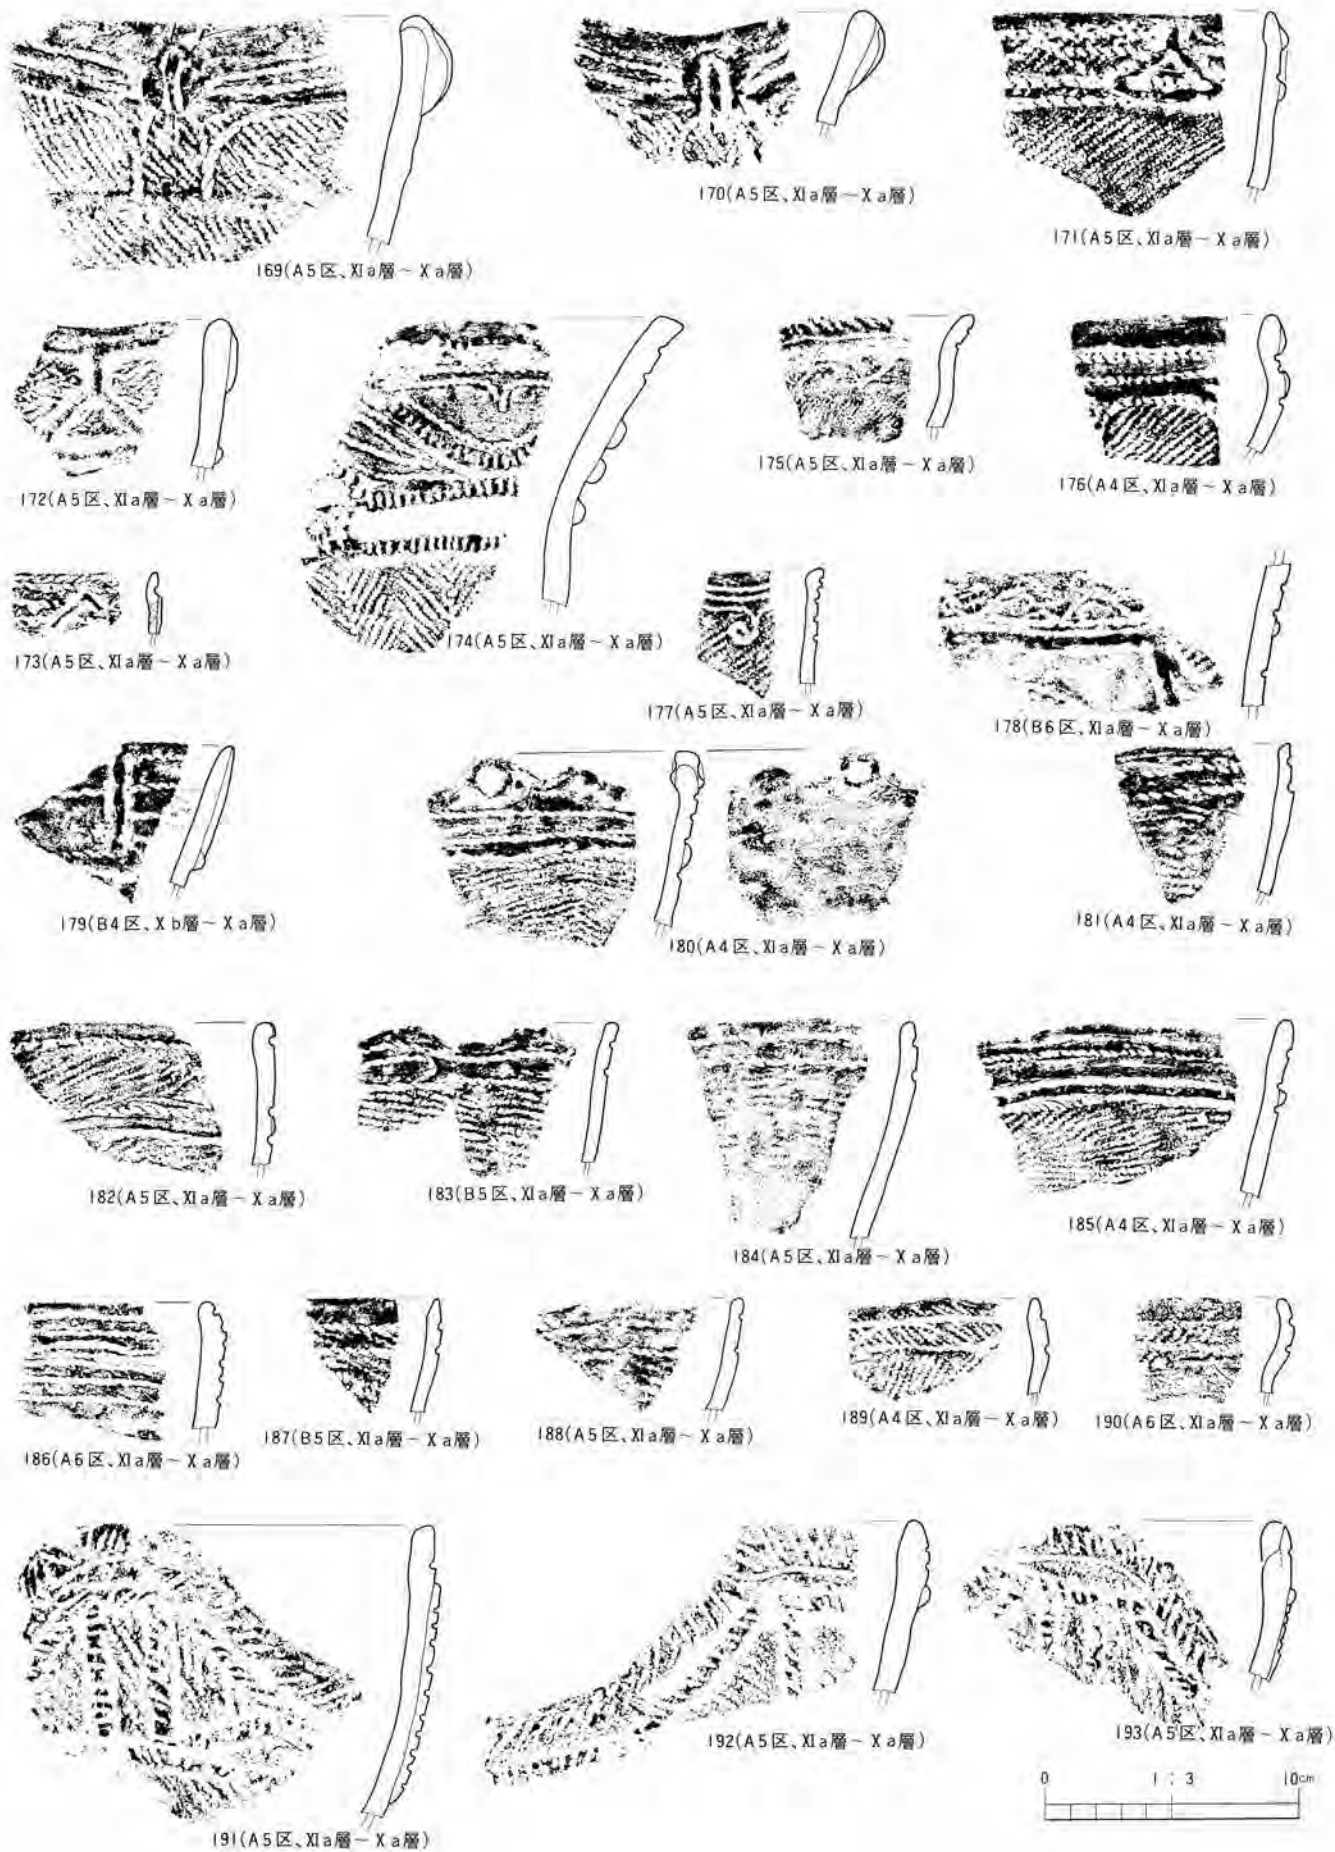 169(A5区、XIa層~Xa層)
170(A5区、XIa層~Xa層)
171(A5区、XIa層~Xa層)
172(A5区、XIa層~Xa層)
173(A5区、XIa層~Xa層)
174(A5区、XIa層~Xa層)
175(A5区、XIa層~Xa層)
176(A4区、XIa層~Xa層)
177(A5区、XIa層~Xa層)
178(B6区、XIa層~Xa層)
179(B4区、Xb層~Xa層)
180(A4区、XIa層~Xa層)
181(A4区、XIa層~Xa層)
182(A5区、XIa層~Xa層)
183(B5区、XIa層~Xa層)
184(A5区、XIa層~Xa層)
185(A4区、XIa層~Xa層)
186(A6区、XIa層~Xa層)
187(B5区、XIa層~Xa層)
188(A5区、XIa層~Xa層)
189(A4区、XIa層~Xa層)
190(A6区、XIa層~Xa層)
191(A5区、XIa層~Xa層)
192(A5区、XIa層~Xa層)
193(A5区、XIa層~Xa層)
0 1:3 10cm